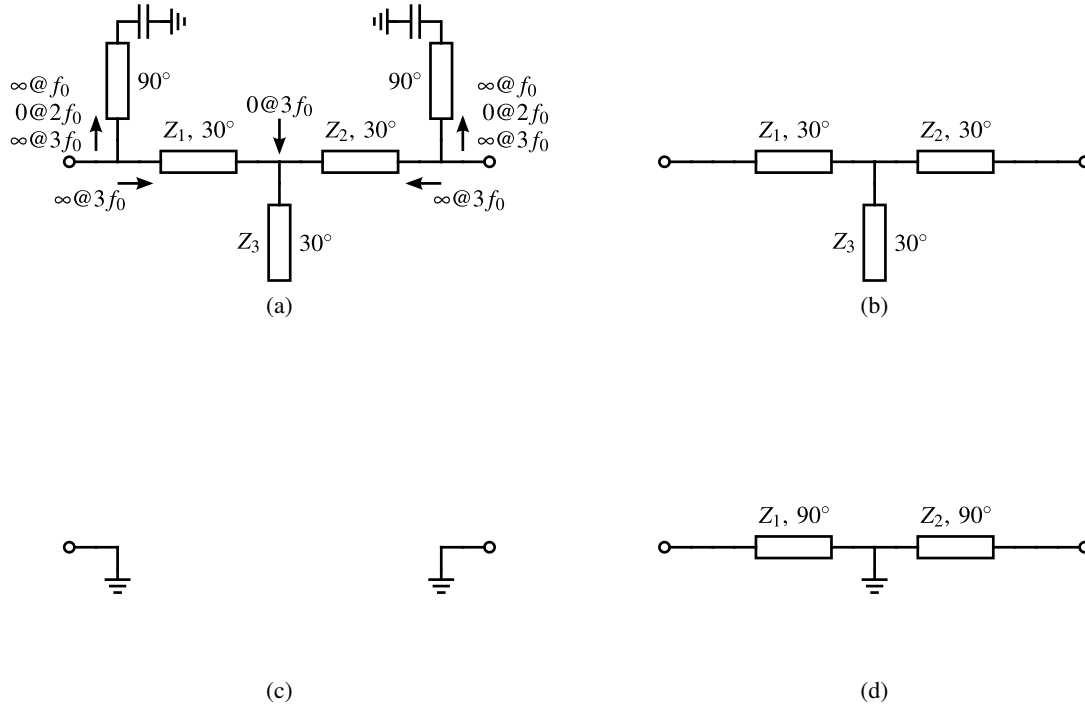 ∞@f₀
0@2f₀
∞@3f₀
90°
0@3f₀
90°
∞@f₀
0@2f₀
∞@3f₀
Z₁, 30°
Z₂, 30°
∞@3f₀
∞@3f₀
Z₃
30°
(a)
Z₁, 30°
Z₂, 30°
Z₃
30°
(b)
(c)
Z₁, 90°
Z₂, 90°
(d)